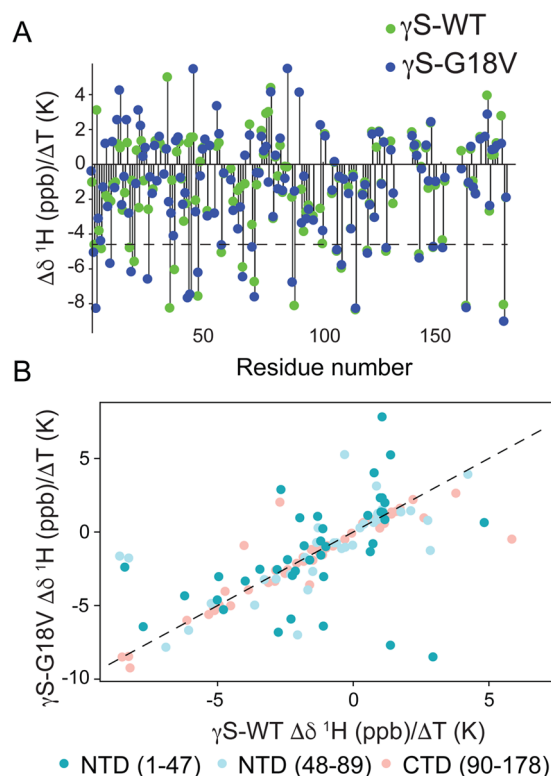 A
γS-WT
γS-G18V
Δδ ¹H (ppb)/ΔT (K)
4
2
0
2
-4
-6
-8
50
100
150
Residue number
B
γS-G18V Δδ ¹H (ppb)/ΔT (K)
5
0
-5
-10
-5
0
5
γS-WT Δδ ¹H (ppb)/ΔT (K)
NTD (1-47)
NTD (48-89)
CTD (90-178)